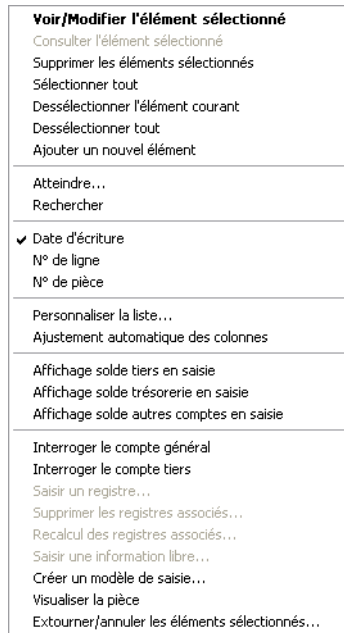 Voir/Modifier l'élément sélectionné
Consulter l'élément sélectionné
Supprimer les éléments sélectionnés
Sélectionner tout
Dessélectionner l'élément courant
Dessélectionner tout
Ajouter un nouvel élément
Atteindre...
Rechercher
Date d'écriture
N° de ligne
N° de pièce
Personnaliser la liste...
Ajustement automatique des colonnes
Affichage solde tiers en saisie
Affichage solde trésorerie en saisie
Affichage solde autres comptes en saisie
Interroger le compte général
Interroger le compte tiers
Saisir un registre...
Supprimer les registres associés...
Recalcul des registres associés...
Saisir une information libre...
Créer un modèle de saisie...
Visualiser la pièce
Extourner/annuler les éléments sélectionnés...